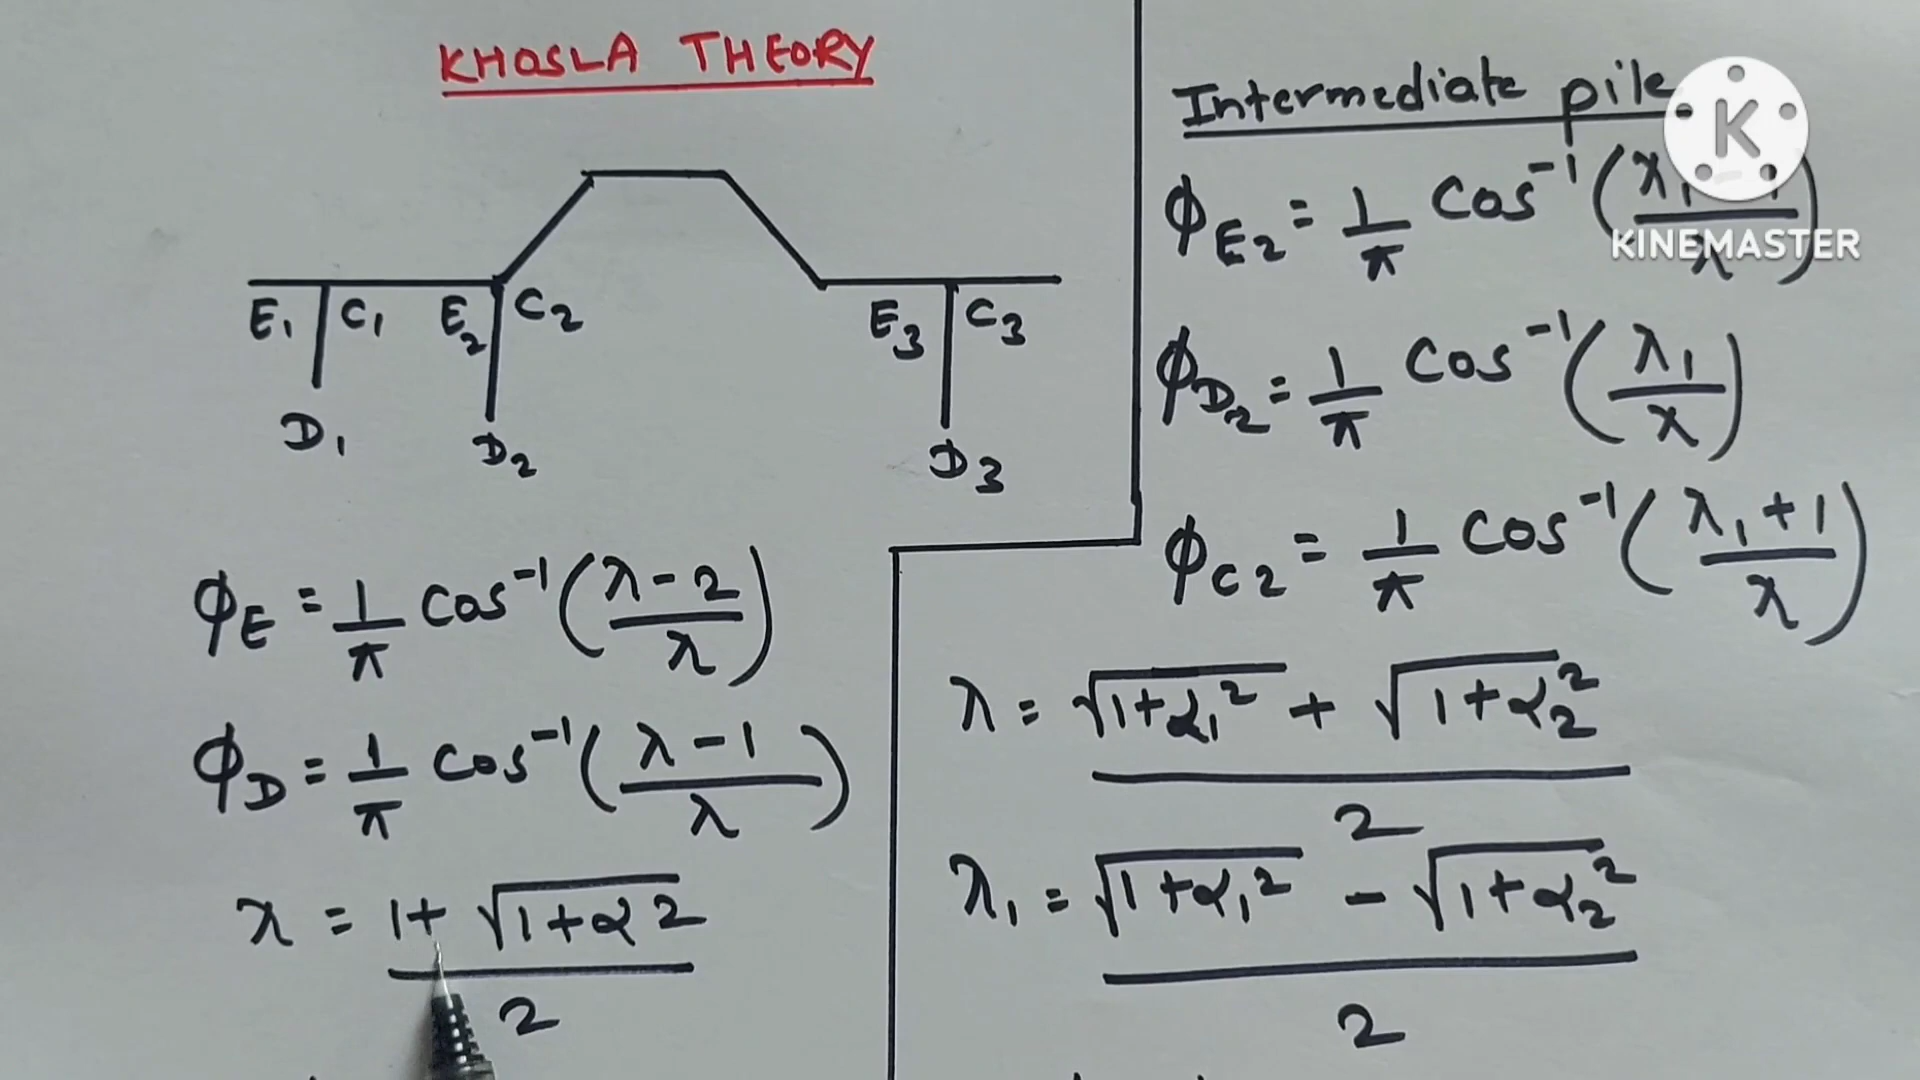 KHOSLA THEORY
E₁ C₁ E₂ C₂ E₃ C₃
D₁ D₂ D₃
ϕE = 1/π cos⁻¹((λ-2)/λ)
ϕD = 1/π cos⁻¹((λ-1)/λ)
λ = (1+√(1+α2))/2
Intermediate pile
K
KINEMASTER
ϕE₂ = 1/π cos⁻¹(
ϕD₂ = 1/π cos⁻¹(λ₁/λ)
ϕC₂ = 1/π cos⁻¹((λ₁+1)/λ)
λ = (√(1+α₁²) + √(1+α₂²))/2
λ₁ = (√(1+α₁²) - √(1+α₂²))/2